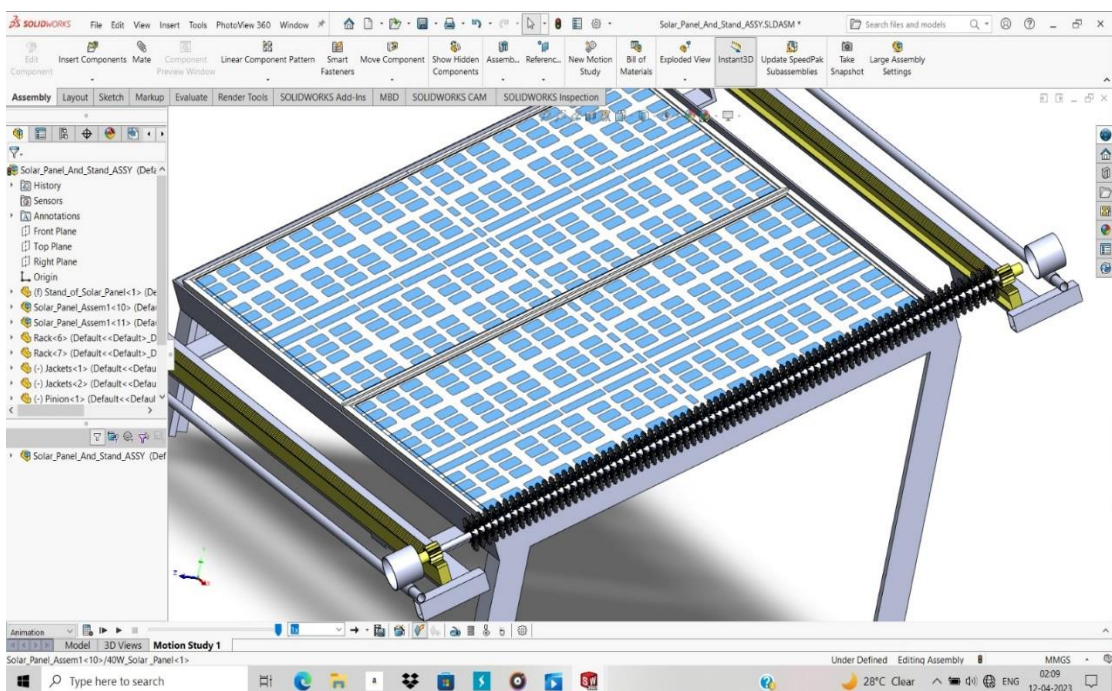 SOLIDWORKS File Edit View Insert Tools PhotoView 360 Window Solar_Panel_And_Stand_ASSY.SLDASM * Search files and models
Edit Component Insert Components Mate Component Preview Window Linear Component Pattern Smart Fasteners Move Component Show Hidden Components Assemb... Referenc... New Motion Study Bill of Materials Exploded View Instant3D Update SpeedPak Subassemblies Take Snapshot Large Assembly Settings
Assembly Layout Sketch Markup Evaluate Render Tools SOLIDWORKS Add-Ins MBD SOLIDWORKS CAM SOLIDWORKS Inspection
Solar_Panel_And_Stand_ASSY (Defa
History
Sensors
Annotations
Front Plane
Top Plane
Right Plane
Origin
(f) Stand_of_Solar_Panel<1> (De
Solar_Panel_Assem1<10> (Defau
Solar_Panel_Assem1<11> (Defau
Rack<6> (Default<<Default>_D
Rack<7> (Default<<Default>_D
(-) Jackets<1> (Default<<Defau
(-) Jackets<2> (Default<<Defau
(-) Pinion<1> (Default<<Defaul
Solar_Panel_And_Stand_ASSY (Def
Animation
Model 3D Views Motion Study 1
Solar_Panel_Assem1<10>/40W_Solar _Panel<1> Under Defined Editing Assembly MMGS
Type here to search 28°C Clear ENG 02:09
12-04-2023